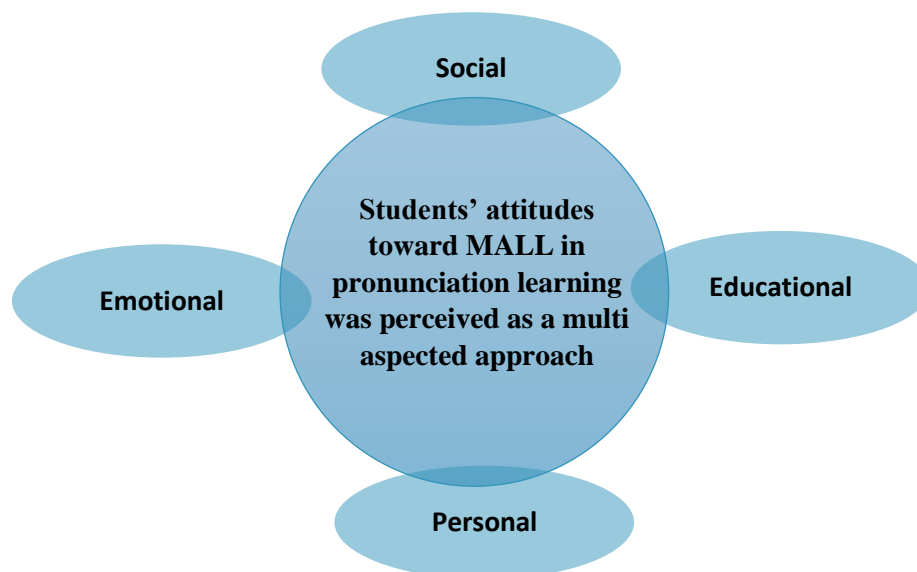 Social
Students’ attitudes
toward MALL in
pronunciation learning
was perceived as a multi
aspected approach
Emotional
Educational
Personal